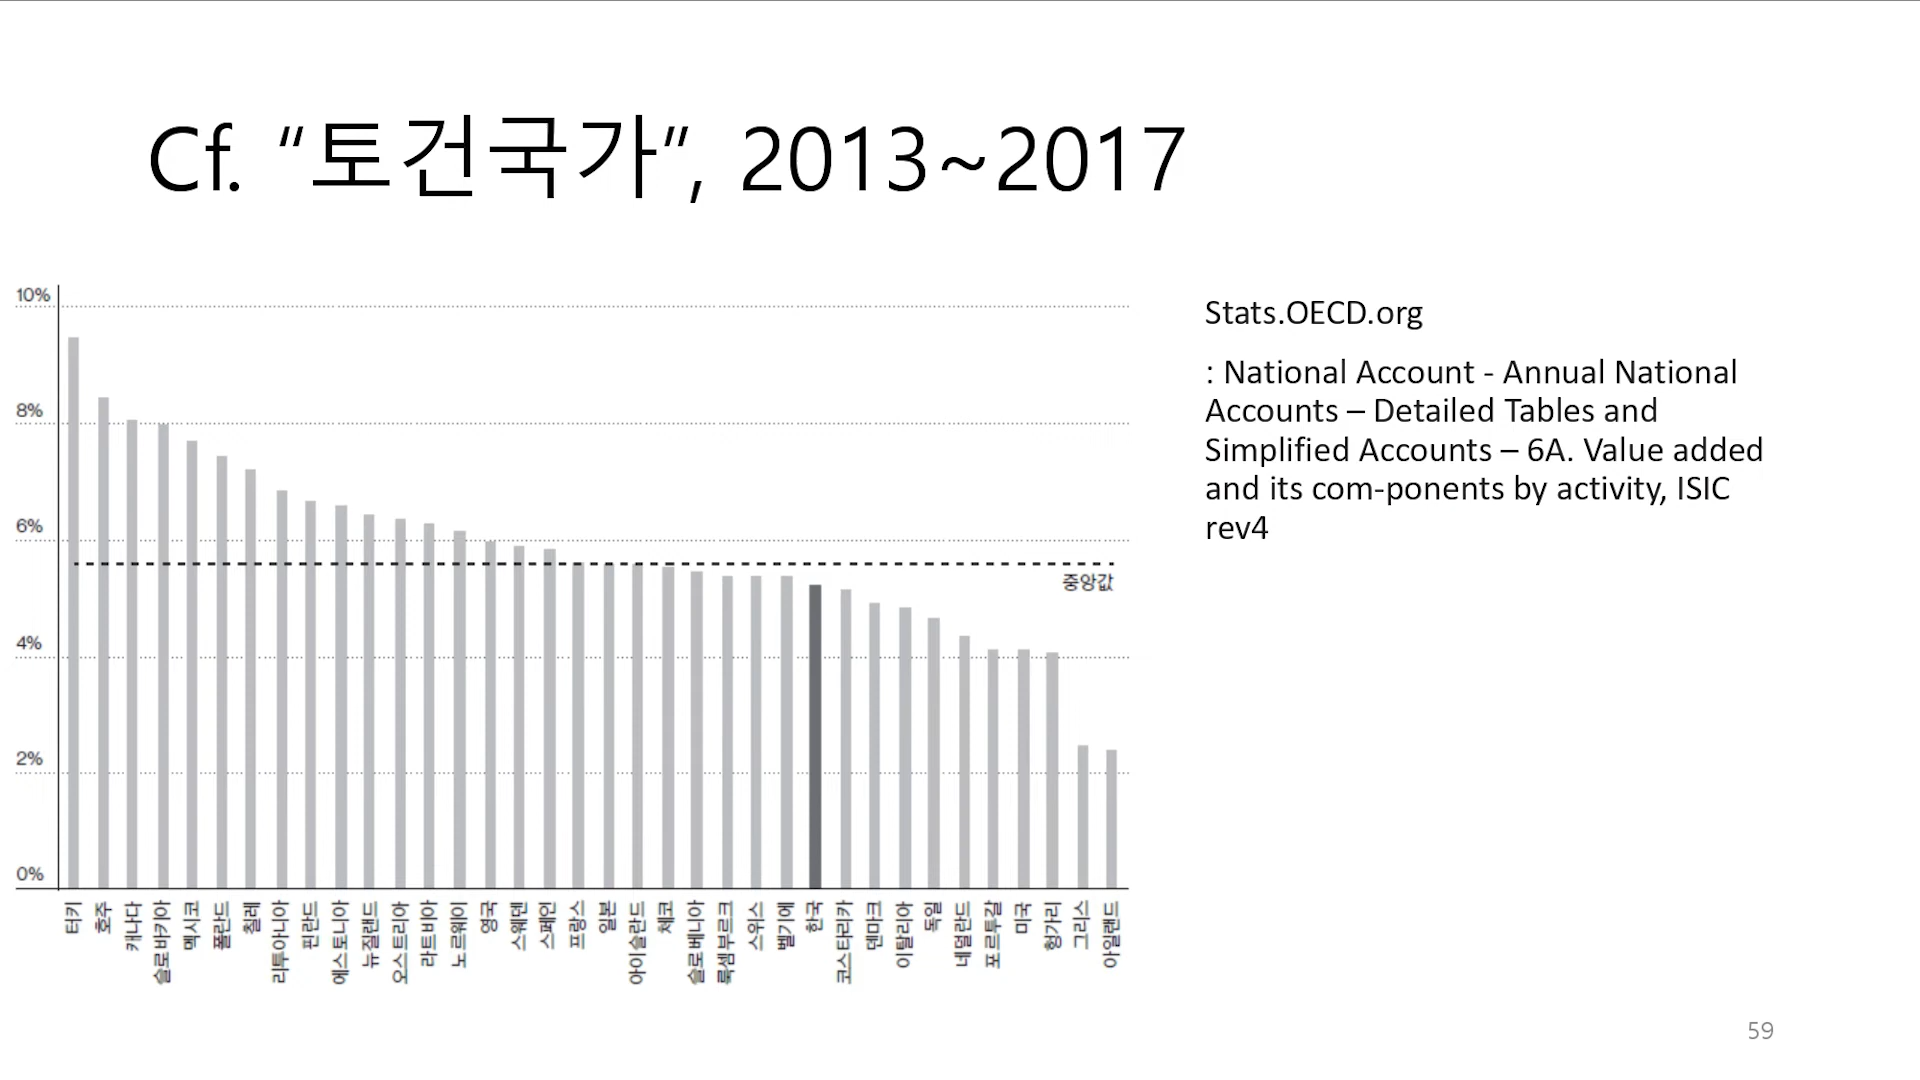 Cf. “토건국가”, 2013~2017
10%
8%
6%
4%
2%
0%
중앙값
터키
호주
캐나다
슬로바키아
멕시코
폴란드
칠레
리투아니아
핀란드
에스토니아
뉴질랜드
오스트리아
라트비아
노르웨이
영국
스웨덴
스페인
프랑스
일본
아이슬란드
체코
슬로베니아
룩셈부르크
스위스
벨기에
한국
코스타리카
덴마크
이탈리아
독일
네덜란드
포르투갈
미국
헝가리
그리스
아일랜드
Stats.OECD.org
: National Account - Annual National
Accounts – Detailed Tables and
Simplified Accounts – 6A. Value added
and its com-ponents by activity, ISIC
rev4
59